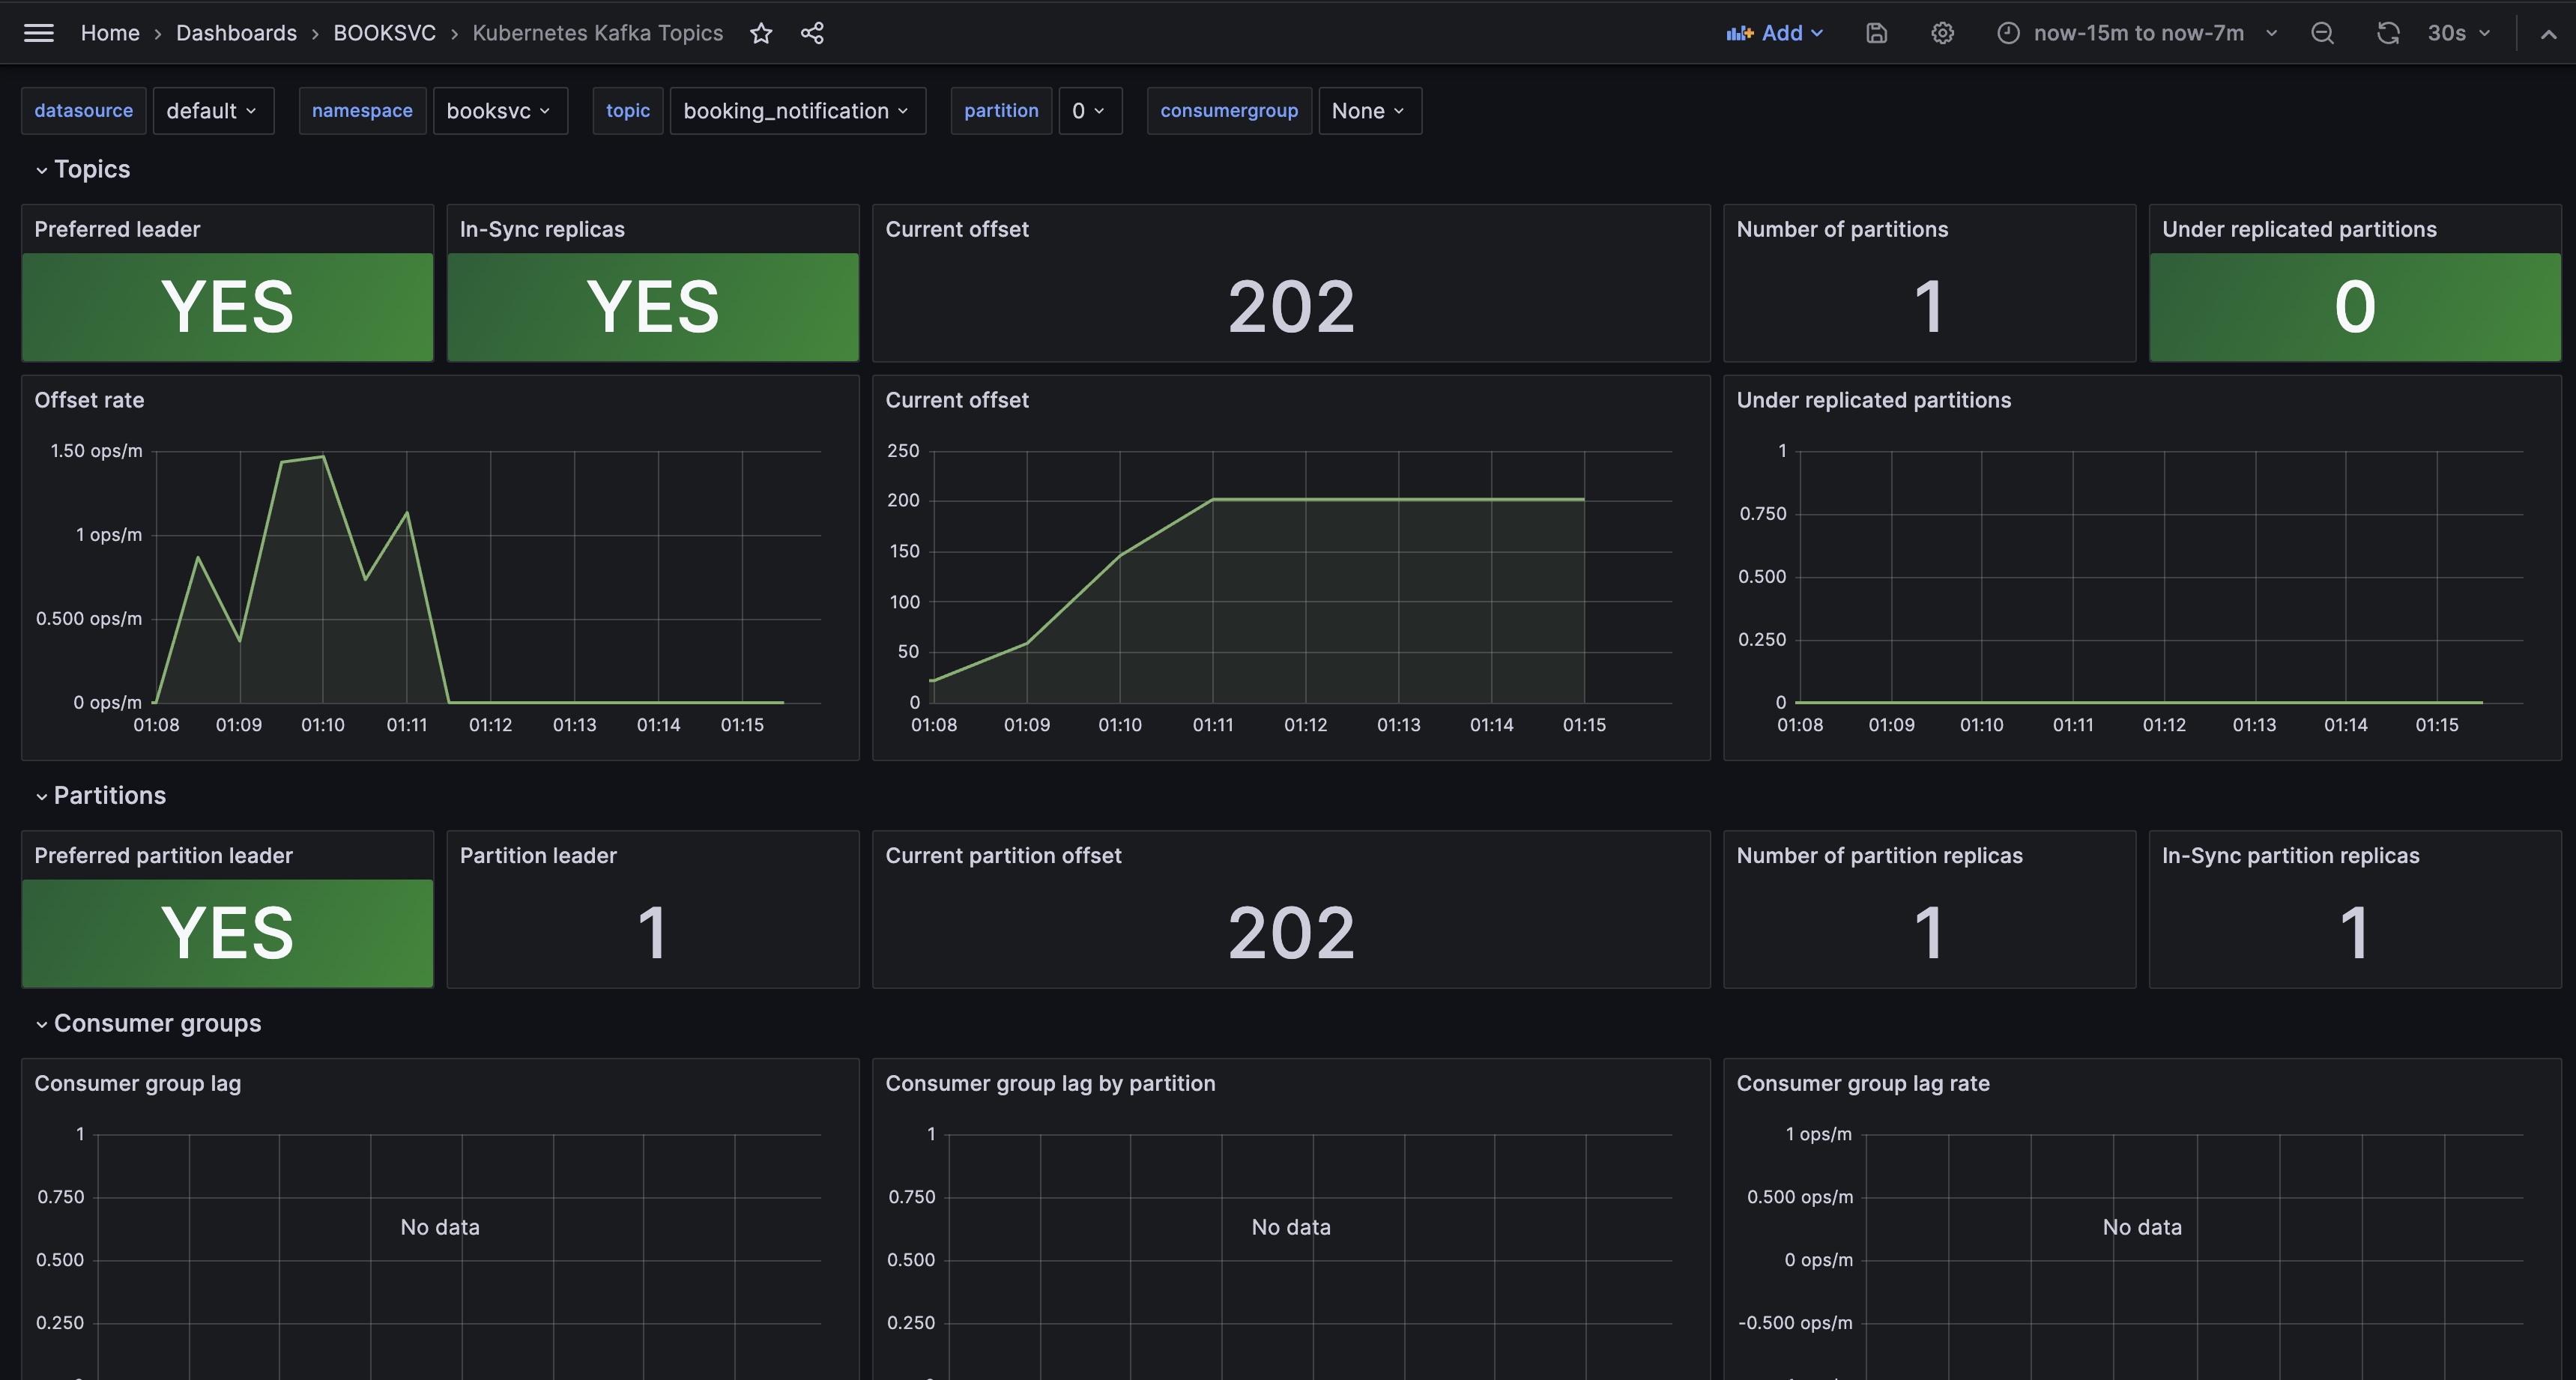 Home › Dashboards › BOOKSVC › Kubernetes Kafka Topics
Add
now-15m to now-7m
30s
datasource default namespace booksvc topic booking_notification partition 0 consumergroup None
Topics
Preferred leader
YES
In-Sync replicas
YES
Current offset
202
Number of partitions
1
Under replicated partitions
0
Offset rate
1.50 ops/m
1 ops/m
0.500 ops/m
0 ops/m
01:08 01:09 01:10 01:11 01:12 01:13 01:14 01:15
Current offset
250
200
150
100
50
0
01:08 01:09 01:10 01:11 01:12 01:13 01:14 01:15
Under replicated partitions
1
0.750
0.500
0.250
0
01:08 01:09 01:10 01:11 01:12 01:13 01:14 01:15
Partitions
Preferred partition leader
YES
Partition leader
1
Current partition offset
202
Number of partition replicas
1
In-Sync partition replicas
1
Consumer groups
Consumer group lag
1
0.750
0.500
0.250
No data
Consumer group lag by partition
1
0.750
0.500
0.250
No data
Consumer group lag rate
1 ops/m
0.500 ops/m
0 ops/m
-0.500 ops/m
No data